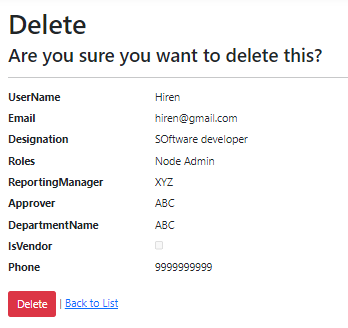 Delete
Are you sure you want to delete this?
UserName Hiren
Email hiren@gmail.com
Designation SOftware developer
Roles Node Admin
ReportingManager XYZ
Approver ABC
DepartmentName ABC
IsVendor
Phone 9999999999
Delete | Back to List